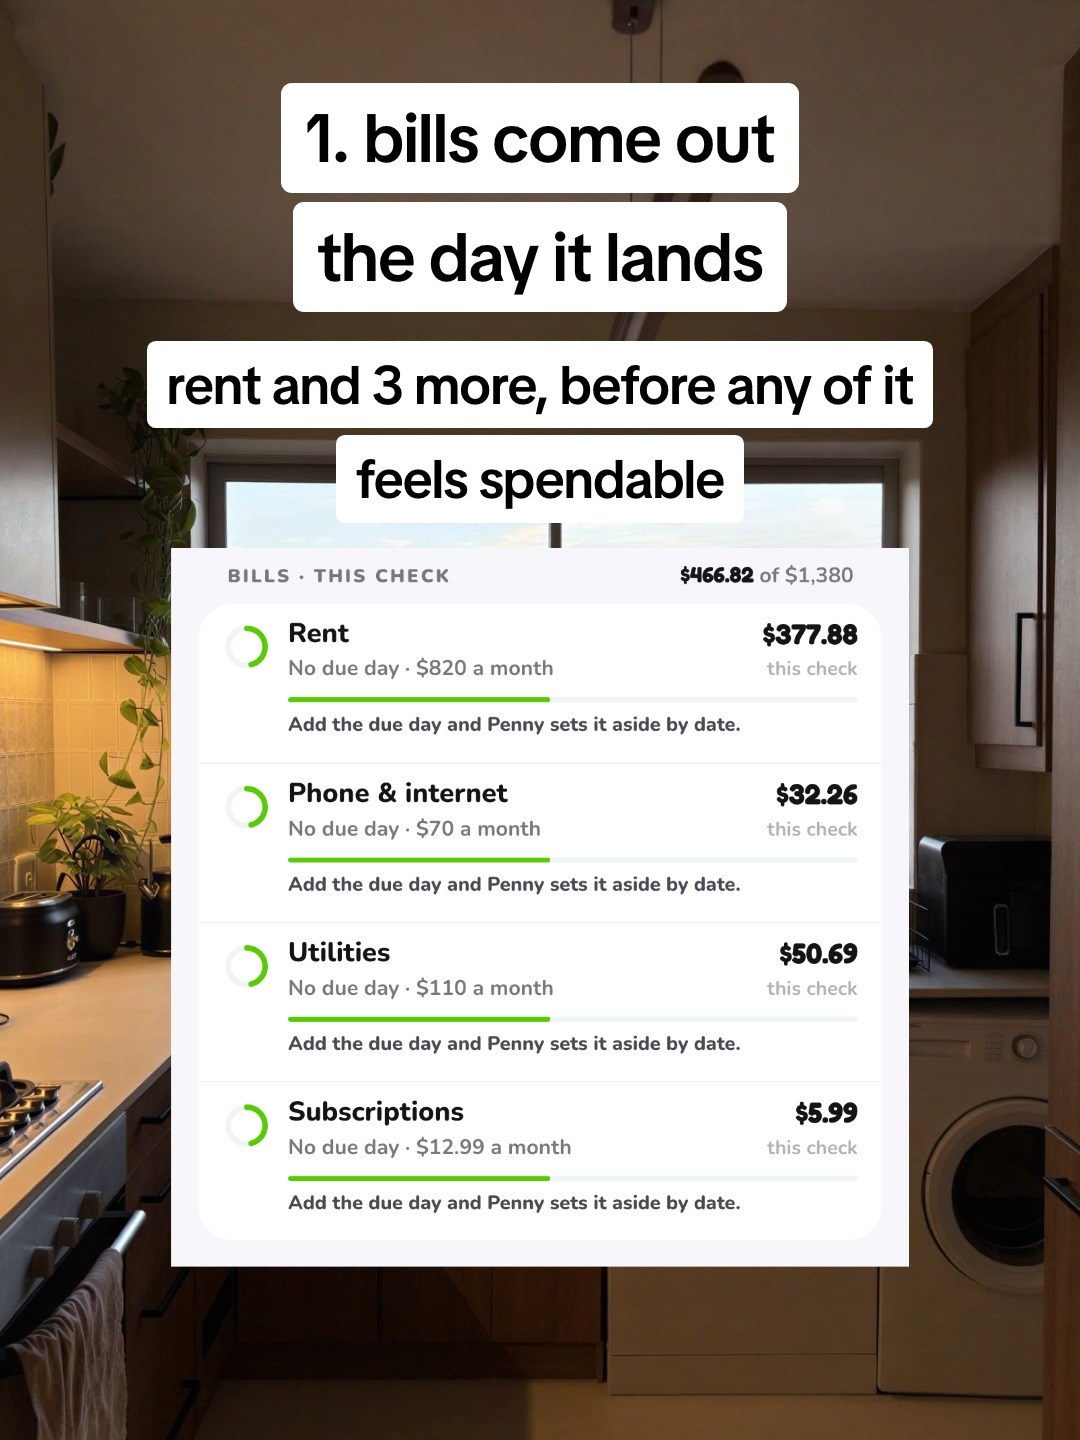 1. bills come out
the day it lands
rent and 3 more, before any of it
feels spendable
BILLS · THIS CHECK $466.82 of $1,380
Rent $377.88
No due day · $820 a month this check
Add the due day and Penny sets it aside by date.
Phone & internet $32.26
No due day · $70 a month this check
Add the due day and Penny sets it aside by date.
Utilities $50.69
No due day · $110 a month this check
Add the due day and Penny sets it aside by date.
Subscriptions $5.99
No due day · $12.99 a month this check
Add the due day and Penny sets it aside by date.